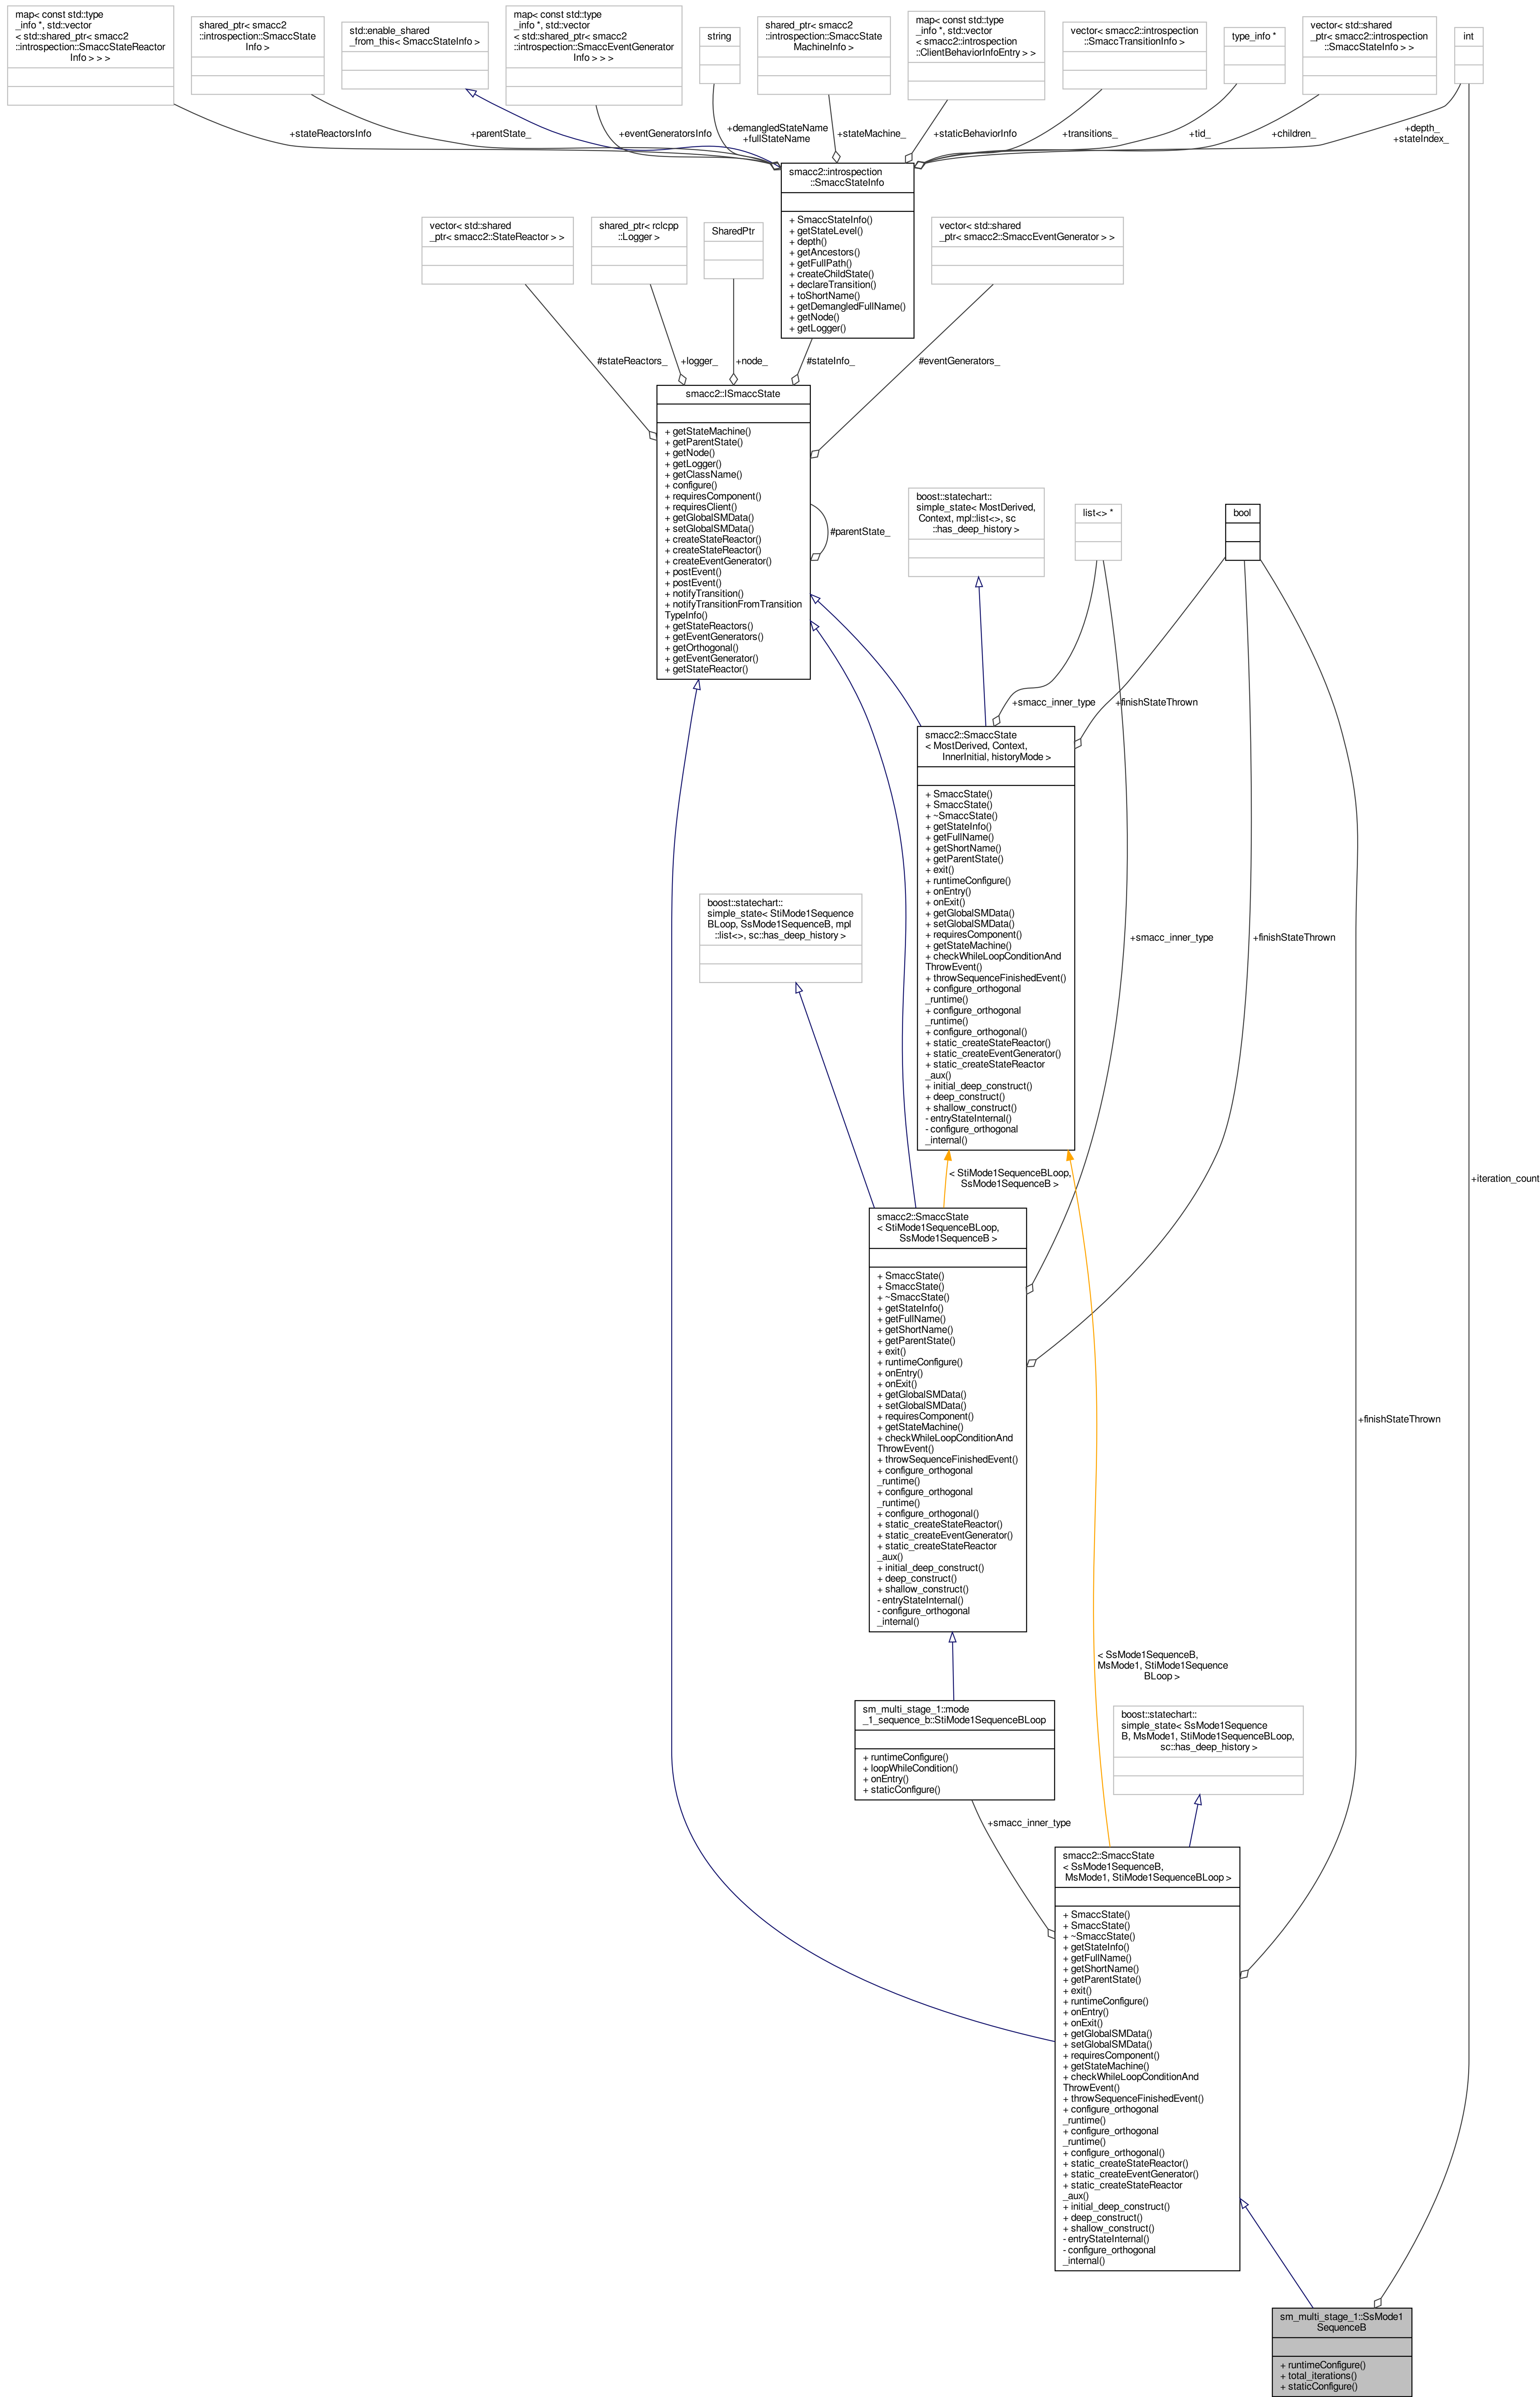 map< const std::type
_info *, std::vector
< std::shared_ptr< smacc2
::introspection::SmaccStateReactor
Info > > >
shared_ptr< smacc2
::introspection::SmaccState
Info >
std::enable_shared
_from_this< SmaccStateInfo >
map< const std::type
_info *, std::vector
< std::shared_ptr< smacc2
::introspection::SmaccEventGenerator
Info > > >
string
shared_ptr< smacc2
::introspection::SmaccState
MachineInfo >
map< const std::type
_info *, std::vector
< smacc2::introspection
::ClientBehaviorInfoEntry > >
vector< smacc2::introspection
::SmaccTransitionInfo >
type_info *
vector< std::shared
_ptr< smacc2::introspection
::SmaccStateInfo > >
int
+stateReactorsInfo
+parentState_
+eventGeneratorsInfo
+demangledStateName
+fullStateName
+stateMachine_
+staticBehaviorInfo
+transitions_
+tid_
+children_
+depth_
+stateIndex_
smacc2::introspection
::SmaccStateInfo
+ SmaccStateInfo()
+ getStateLevel()
+ depth()
+ getAncestors()
+ getFullPath()
+ createChildState()
+ declareTransition()
+ toShortName()
+ getDemangledFullName()
+ getNode()
+ getLogger()
vector< std::shared
_ptr< smacc2::StateReactor > >
shared_ptr< rclcpp
::Logger >
SharedPtr
vector< std::shared
_ptr< smacc2::SmaccEventGenerator > >
#stateReactors_
+logger_
+node_
#stateInfo_
#eventGenerators_
smacc2::ISmaccState
+ getStateMachine()
+ getParentState()
+ getNode()
+ getLogger()
+ getClassName()
+ configure()
+ requiresComponent()
+ requiresClient()
+ getGlobalSMData()
+ setGlobalSMData()
+ createStateReactor()
+ createStateReactor()
+ createEventGenerator()
+ postEvent()
+ postEvent()
+ notifyTransition()
+ notifyTransitionFromTransition
TypeInfo()
+ getStateReactors()
+ getEventGenerators()
+ getOrthogonal()
+ getEventGenerator()
+ getStateReactor()
#parentState_
boost::statechart::
simple_state< MostDerived,
Context, mpl::list<>, sc
::has_deep_history >
list<> *
bool
+smacc_inner_type
+finishStateThrown
smacc2::SmaccState
< MostDerived, Context,
InnerInitial, historyMode >
+ SmaccState()
+ SmaccState()
+ ~SmaccState()
+ getStateInfo()
+ getFullName()
+ getShortName()
+ getParentState()
+ exit()
+ runtimeConfigure()
+ onEntry()
+ onExit()
+ getGlobalSMData()
+ setGlobalSMData()
+ requiresComponent()
+ getStateMachine()
+ checkWhileLoopConditionAnd
ThrowEvent()
+ throwSequenceFinishedEvent()
+ configure_orthogonal
_runtime()
+ configure_orthogonal
_runtime()
+ configure_orthogonal()
+ static_createStateReactor()
+ static_createEventGenerator()
+ static_createStateReactor
_aux()
+ initial_deep_construct()
+ deep_construct()
+ shallow_construct()
- entryStateInternal()
- configure_orthogonal
_internal()
boost::statechart::
simple_state< StiMode1Sequence
BLoop, SsMode1SequenceB, mpl
::list<>, sc::has_deep_history >
+smacc_inner_type
+finishStateThrown
< StiMode1SequenceBLoop,
SsMode1SequenceB >
+iteration_count
smacc2::SmaccState
< StiMode1SequenceBLoop,
SsMode1SequenceB >
+ SmaccState()
+ SmaccState()
+ ~SmaccState()
+ getStateInfo()
+ getFullName()
+ getShortName()
+ getParentState()
+ exit()
+ runtimeConfigure()
+ onEntry()
+ onExit()
+ getGlobalSMData()
+ setGlobalSMData()
+ requiresComponent()
+ getStateMachine()
+ checkWhileLoopConditionAnd
ThrowEvent()
+ throwSequenceFinishedEvent()
+ configure_orthogonal
_runtime()
+ configure_orthogonal
_runtime()
+ configure_orthogonal()
+ static_createStateReactor()
+ static_createEventGenerator()
+ static_createStateReactor
_aux()
+ initial_deep_construct()
+ deep_construct()
+ shallow_construct()
- entryStateInternal()
- configure_orthogonal
_internal()
+finishStateThrown
< SsMode1SequenceB,
MsMode1, StiMode1Sequence
BLoop >
sm_multi_stage_1::mode
_1_sequence_b::StiMode1SequenceBLoop
+ runtimeConfigure()
+ loopWhileCondition()
+ onEntry()
+ staticConfigure()
boost::statechart::
simple_state< SsMode1Sequence
B, MsMode1, StiMode1SequenceBLoop,
sc::has_deep_history >
+smacc_inner_type
smacc2::SmaccState
< SsMode1SequenceB,
MsMode1, StiMode1SequenceBLoop >
+ SmaccState()
+ SmaccState()
+ ~SmaccState()
+ getStateInfo()
+ getFullName()
+ getShortName()
+ getParentState()
+ exit()
+ runtimeConfigure()
+ onEntry()
+ onExit()
+ getGlobalSMData()
+ setGlobalSMData()
+ requiresComponent()
+ getStateMachine()
+ checkWhileLoopConditionAnd
ThrowEvent()
+ throwSequenceFinishedEvent()
+ configure_orthogonal
_runtime()
+ configure_orthogonal
_runtime()
+ configure_orthogonal()
+ static_createStateReactor()
+ static_createEventGenerator()
+ static_createStateReactor
_aux()
+ initial_deep_construct()
+ deep_construct()
+ shallow_construct()
- entryStateInternal()
- configure_orthogonal
_internal()
sm_multi_stage_1::SsMode1
SequenceB
+ runtimeConfigure()
+ total_iterations()
+ staticConfigure()